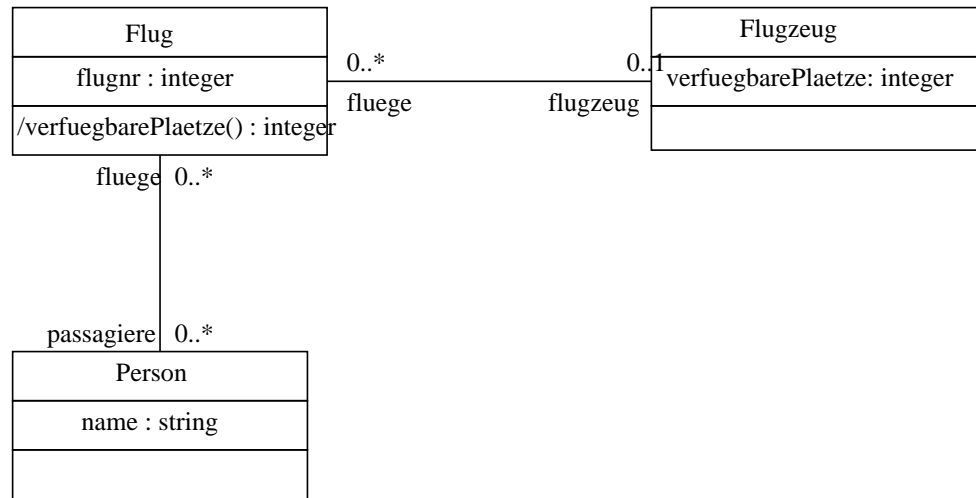 Flug
flugnr : integer
/verfuegbarePlaetze() : integer
0..*
0..1
fluege
flugzeug
Flugzeug
verfuegbarePlaetze: integer
fluege 0..*
passagiere 0..*
Person
name : string